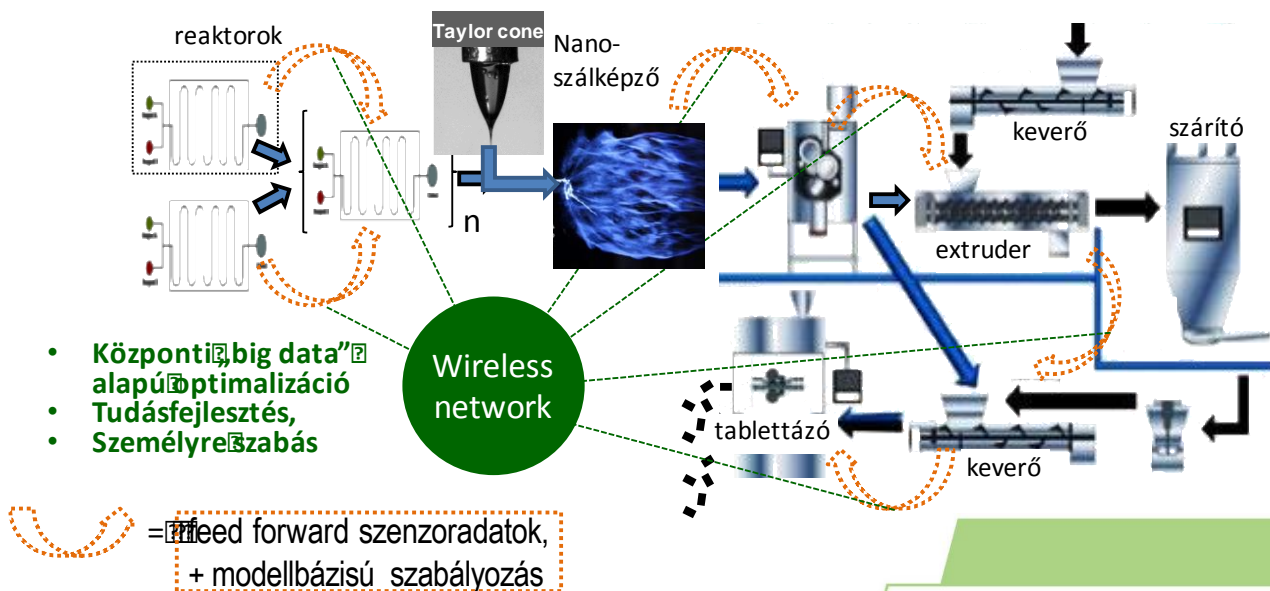 reaktorok
Taylor cone
Nano-
szálképző
keverő
szárító
n
extruder
Wireless
network
• Központi „big data”
alapú optimalizáció
• Tudásfejlesztés,
• Személyre szabás
tablettázó
keverő
= feed forward szenzoradatok,
+ modellbázisú szabályozás